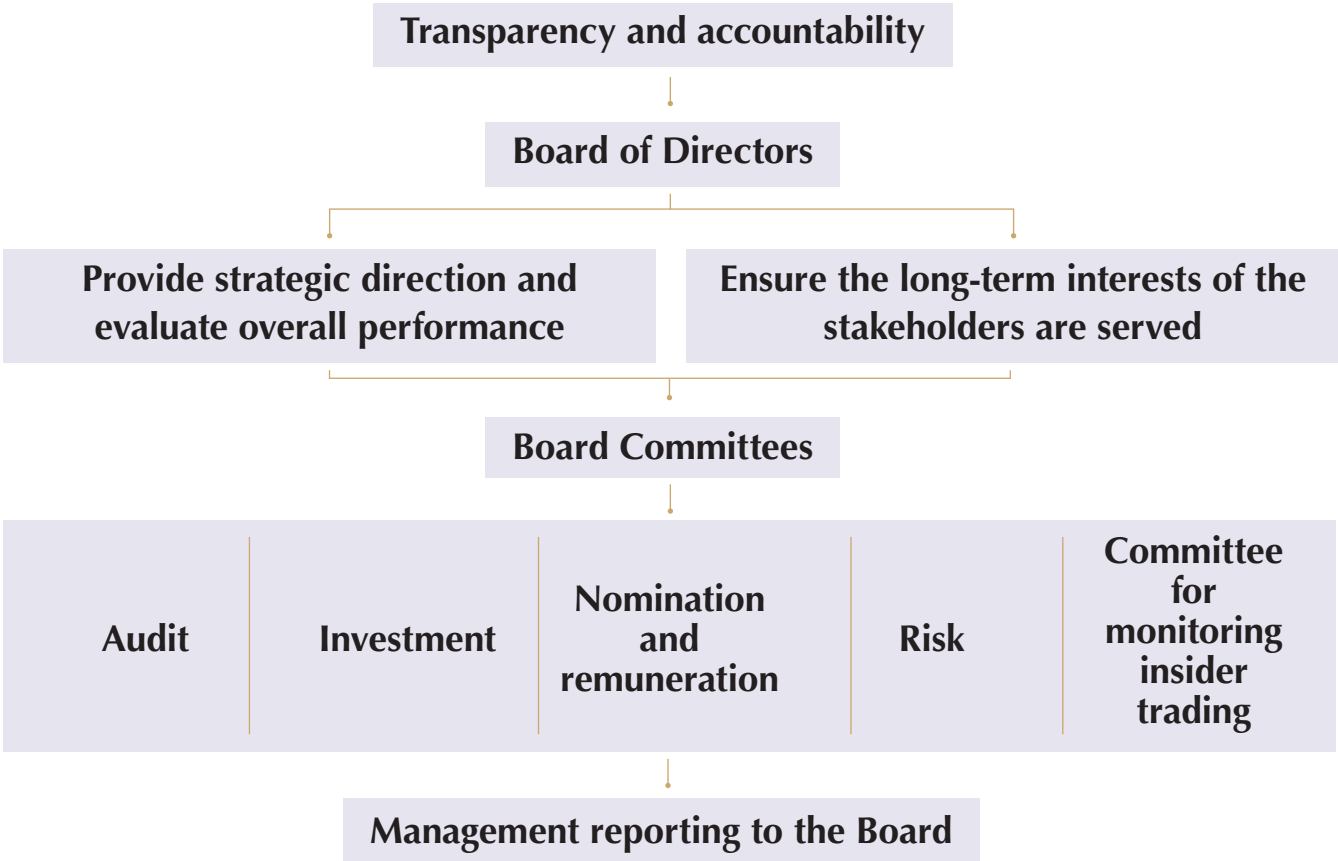 Transparency and accountability
Board of Directors
Provide strategic direction and
evaluate overall performance
Ensure the long-term interests of the
stakeholders are served
Board Committees
Audit
Investment
Nomination
and
remuneration
Risk
Committee
for
monitoring
insider
trading
Management reporting to the Board